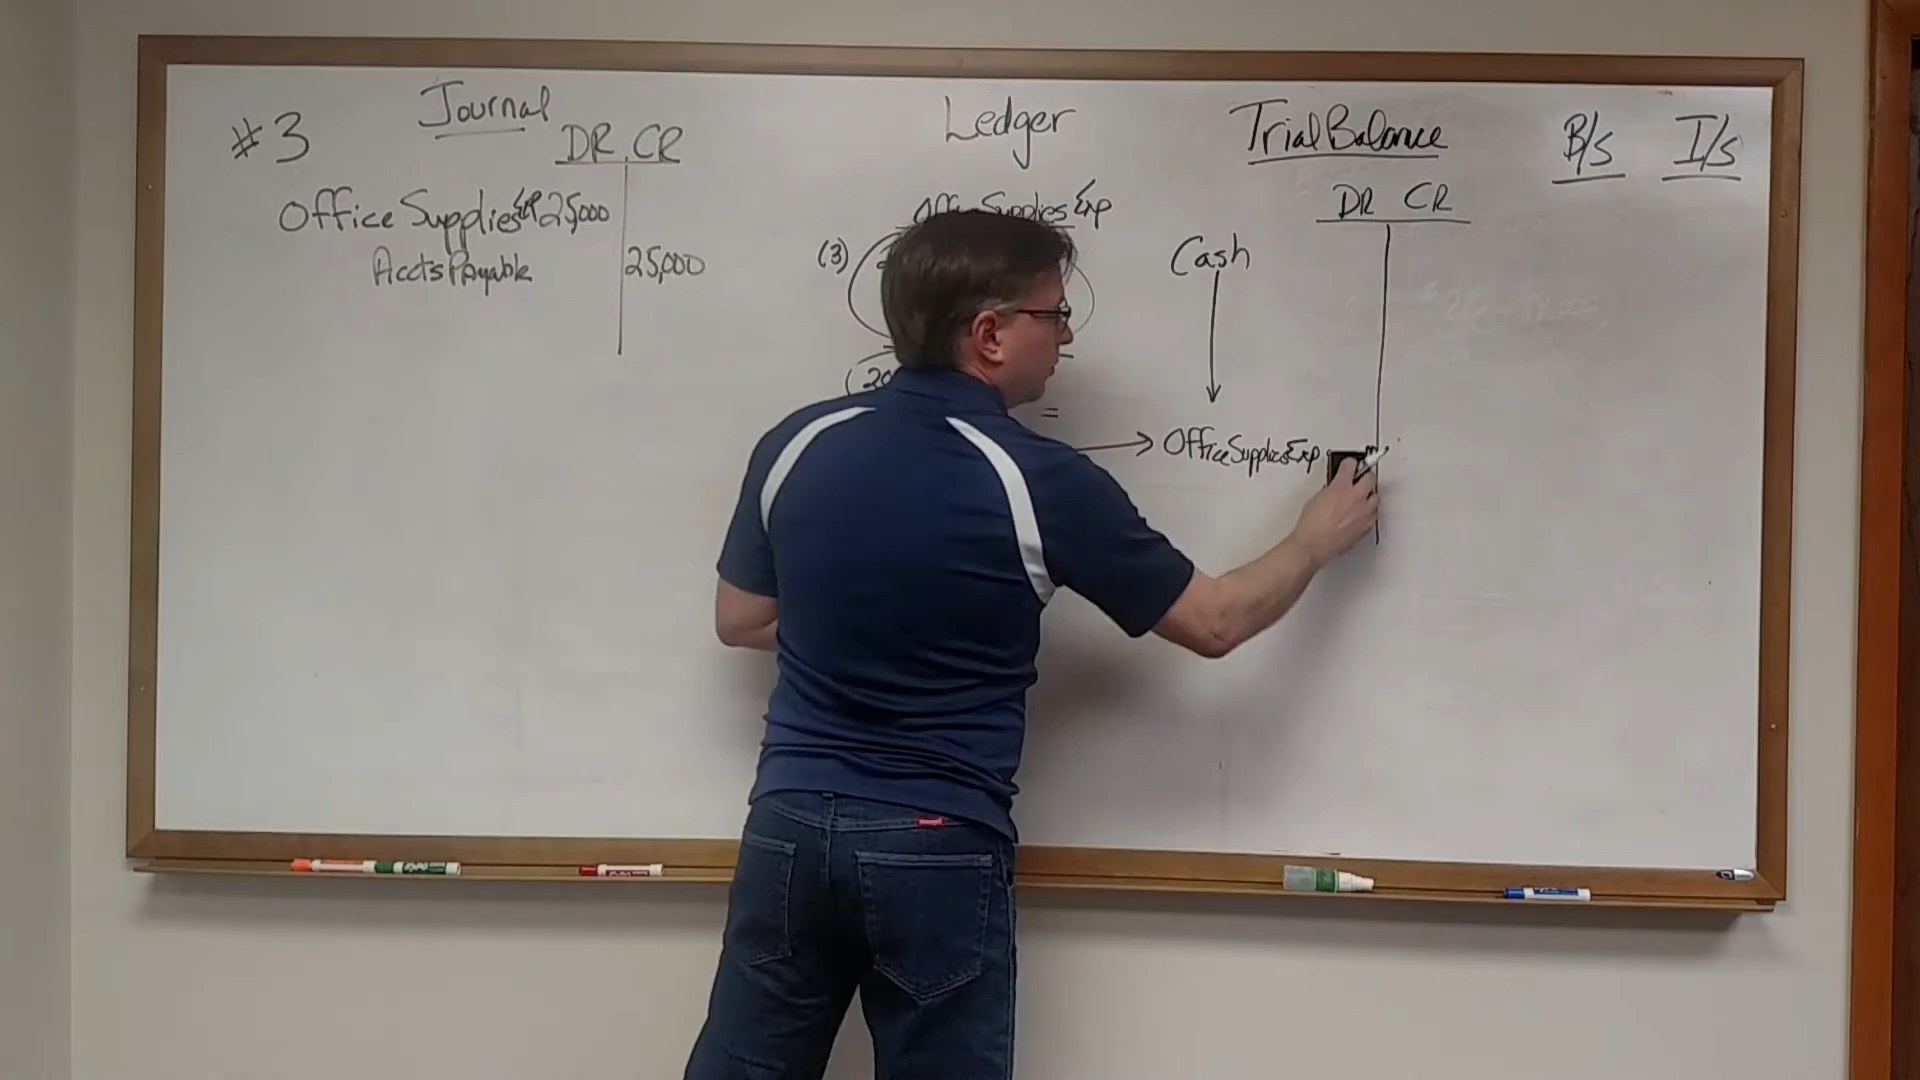 #3
Journal
DR CR
Office Supplies Exp 25,000
Accts Payable 25,000
Ledger
Office Supplies Exp
(3)
=
Trial Balance
DR CR
Cash
Office Supplies Exp
B/S
I/S